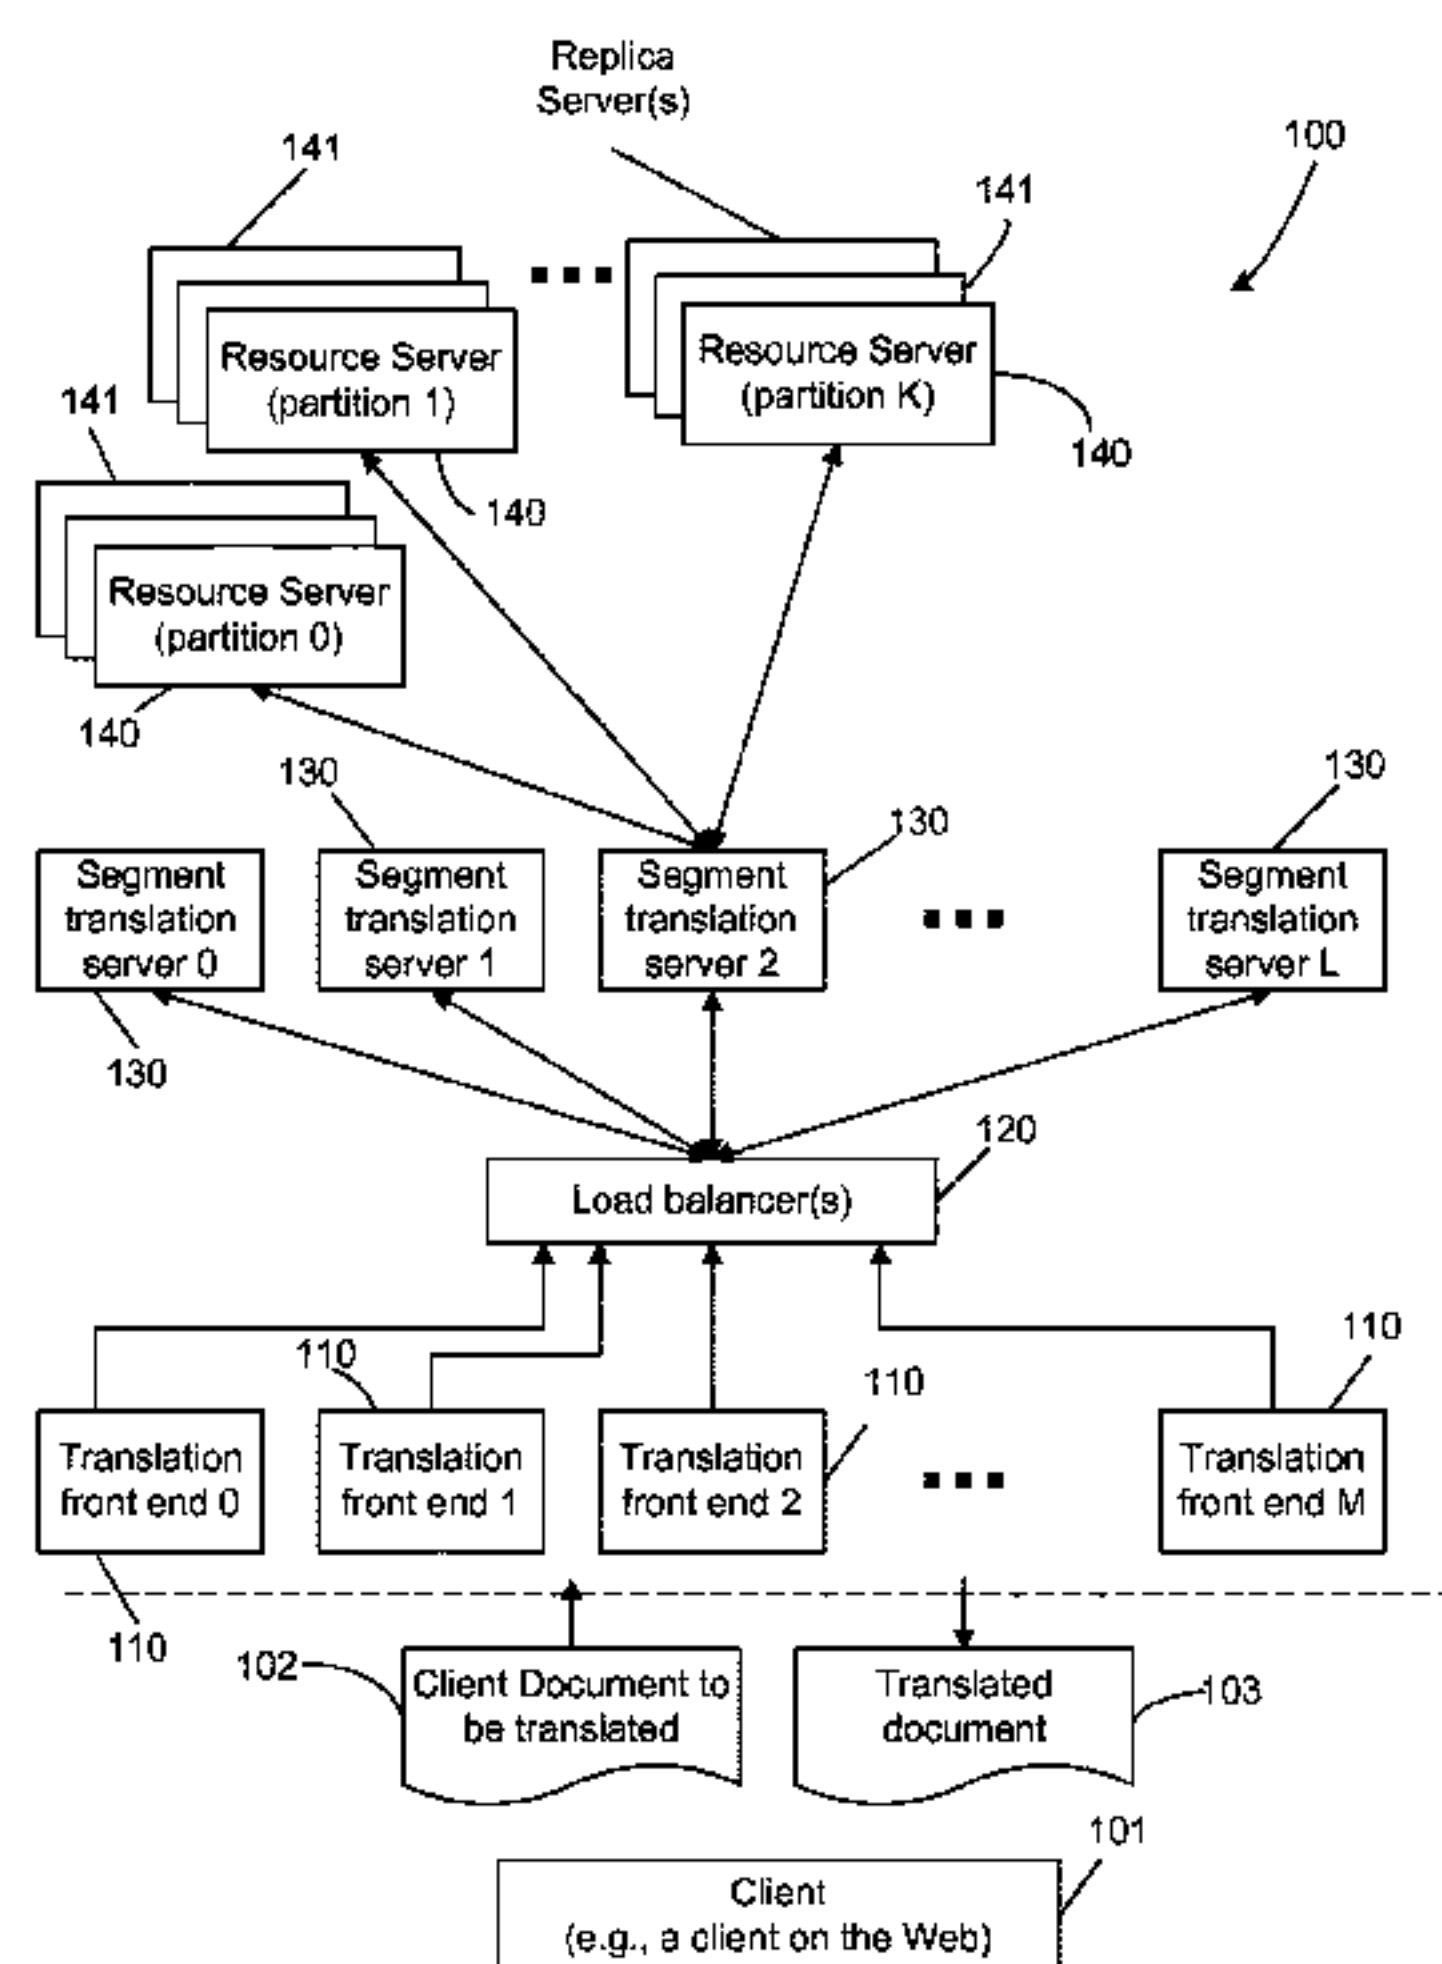 Replica
Server(s)
141
100
141
Resource Server
(partition 1)
Resource Server
(partition K)
141
140
140
Resource Server
(partition 0)
140
130
130
130
Segment
translation
server 0
Segment
translation
server 1
Segment
translation
server 2
Segment
translation
server L
130
120
Load balancer(s)
110
110
110
Translation
front end 0
Translation
front end 1
Translation
front end 2
Translation
front end M
110
102
Client Document to
be translated
Translated
document
103
101
Client
(e.g., a client on the Web)